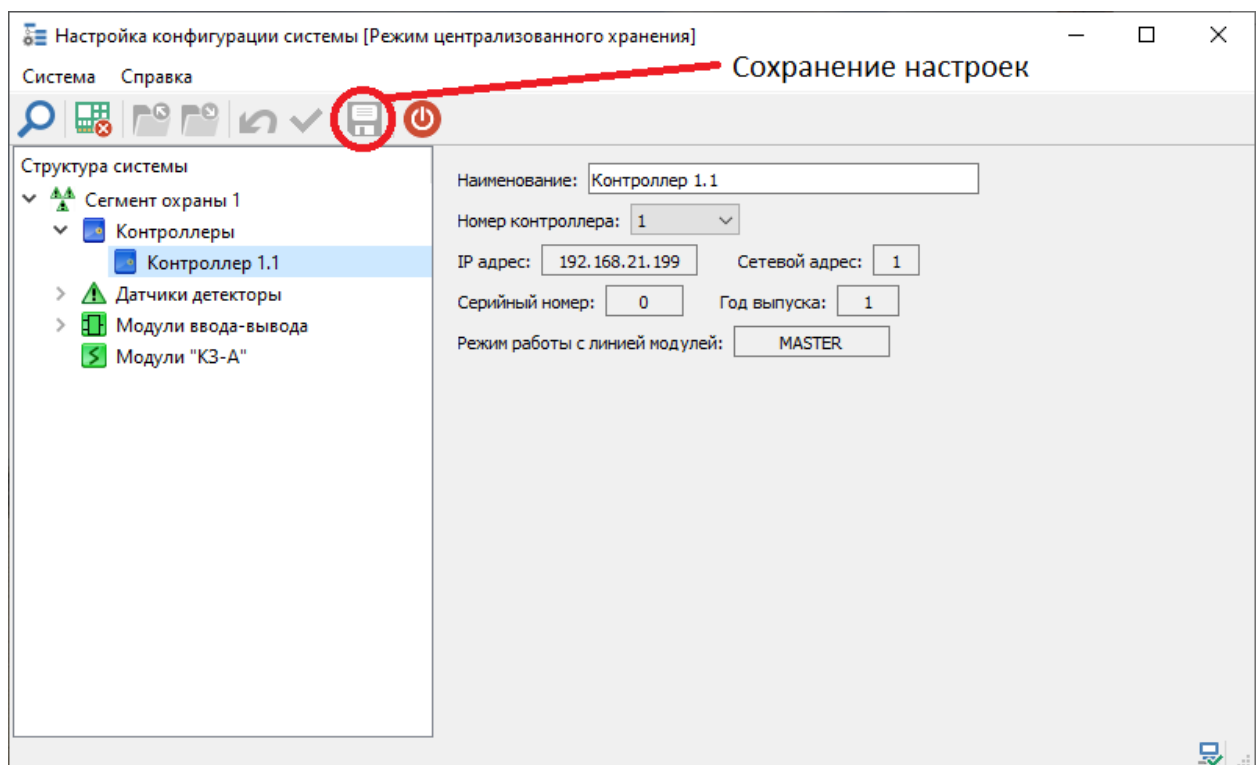 Настройка конфигурации системы [Режим централизованного хранения]
Система Справка
Сохранение настроек
Структура системы
Сегмент охраны 1
Контроллеры
Контроллер 1.1
Датчики детекторы
Модули ввода-вывода
Модули "КЗ-А"
Наименование: Контроллер 1.1
Номер контроллера: 1
IP адрес: 192.168.21.199 Сетевой адрес: 1
Серийный номер: 0 Год выпуска: 1
Режим работы с линией модулей: MASTER